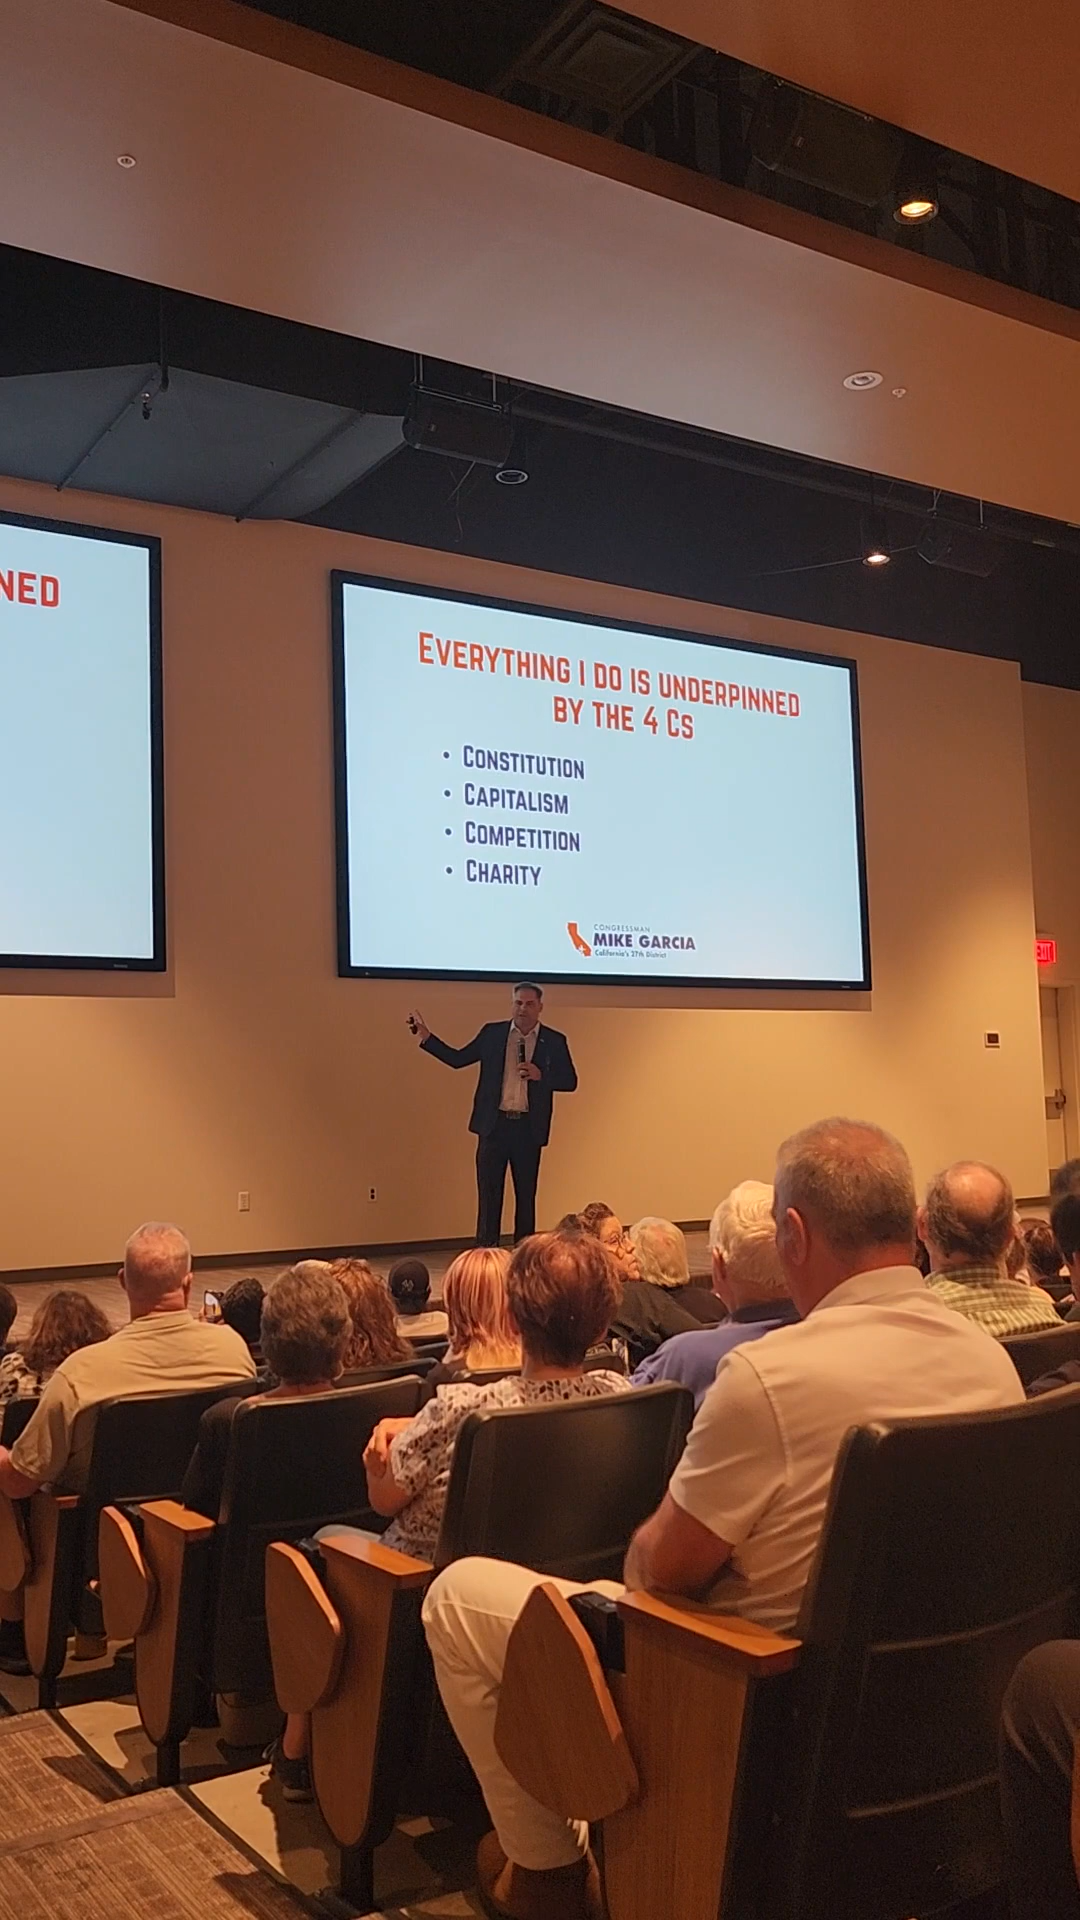 NED
EVERYTHING I DO IS UNDERPINNED
BY THE 4 CS
• CONSTITUTION
• CAPITALISM
• COMPETITION
• CHARITY
CONGRESSMAN
MIKE GARCIA
California's 27th District
EXIT